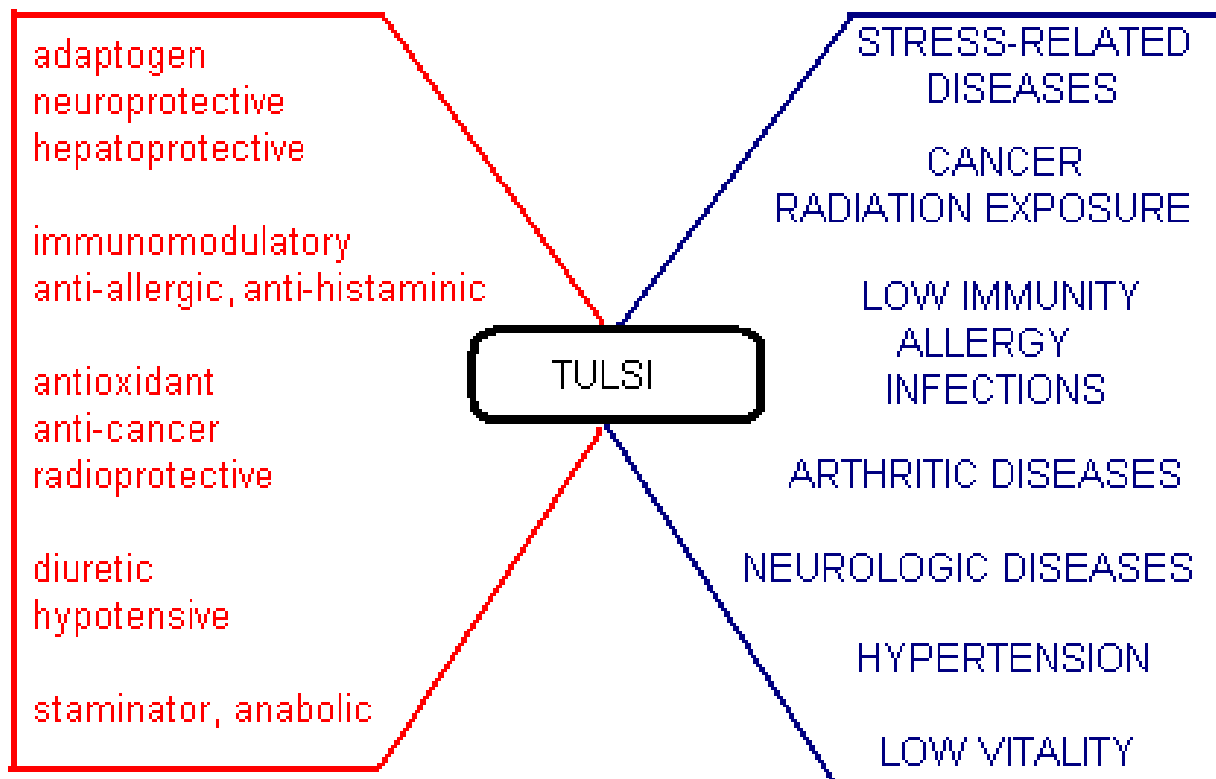 adaptogen
neuroprotective
hepatoprotective
immunomodulatory
anti-allergic, anti-histaminic
antioxidant
anti-cancer
radioprotective
diuretic
hypotensive
staminator, anabolic
TULSI
STRESS-RELATED
DISEASES
CANCER
RADIATION EXPOSURE
LOW IMMUNITY
ALLERGY
INFECTIONS
ARTHRITIC DISEASES
NEUROLOGIC DISEASES
HYPERTENSION
LOW VITALITY